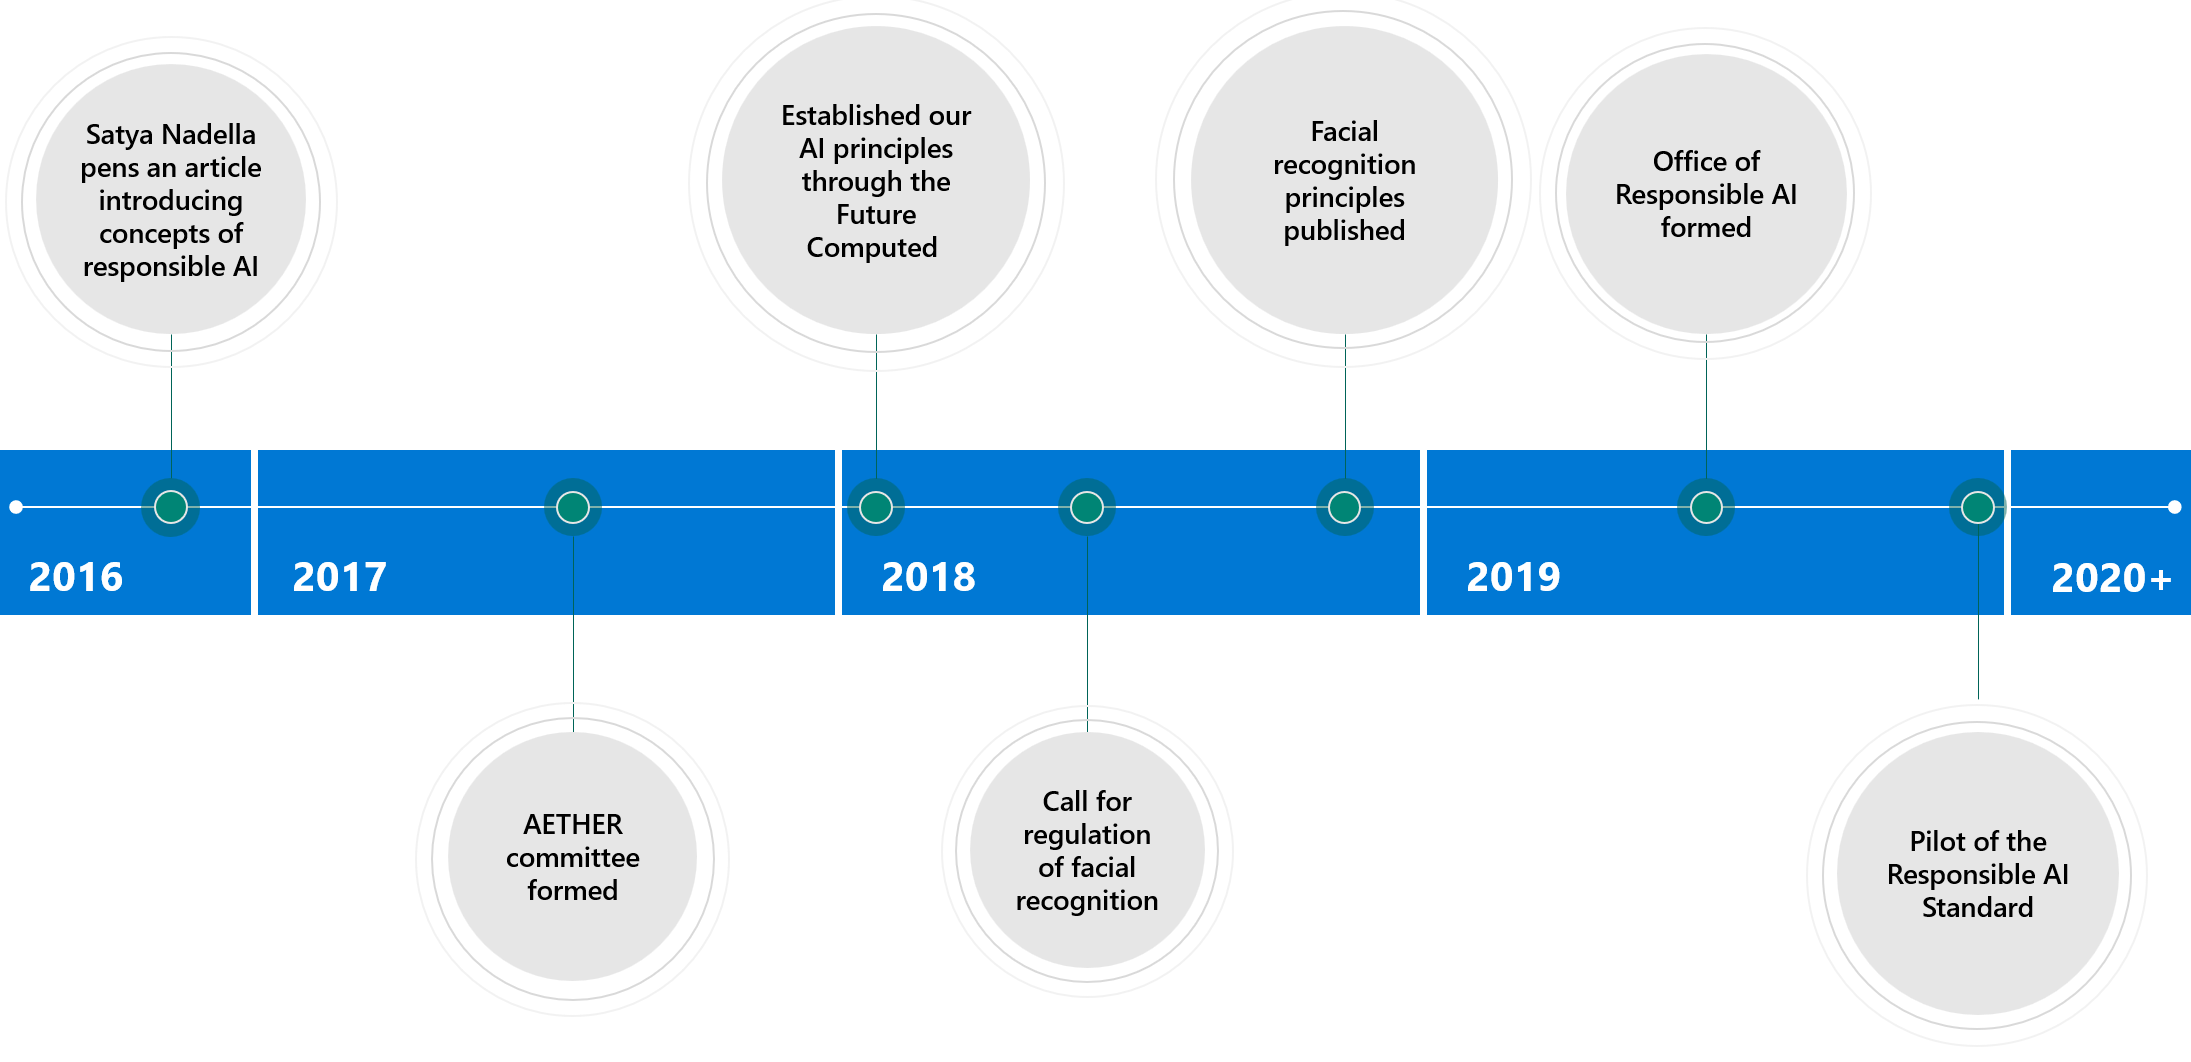 Satya Nadella
pens an article
introducing
concepts of
responsible AI
Established our
AI principles
through the
Future
Computed
Facial
recognition
principles
published
Office of
Responsible AI
formed
2016
2017
2018
2019
2020+
AETHER
committee
formed
Call for
regulation
of facial
recognition
Pilot of the
Responsible AI
Standard